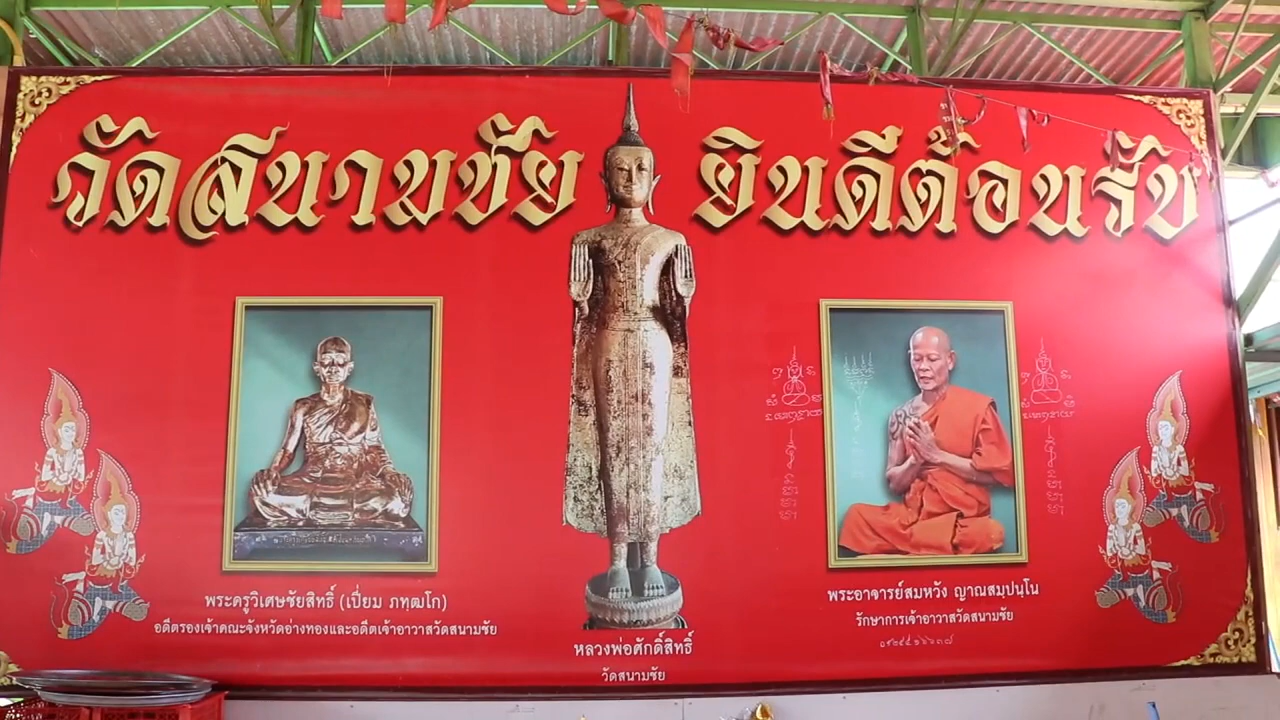 วัดสนามชัย ยินดีต้อนรับ
พระครูวิเศษชัยสิทธิ์ (เปี่ยม ภทฺฒโก)
อดีตรองเจ้าคณะจังหวัดอ่างทองและอดีตเจ้าอาวาสวัดสนามชัย
หลวงพ่อศักดิ์สิทธิ์
วัดสนามชัย
พระอาจารย์สมหวัง ญาณสมฺปนฺโน
รักษาการเจ้าอาวาสวัดสนามชัย